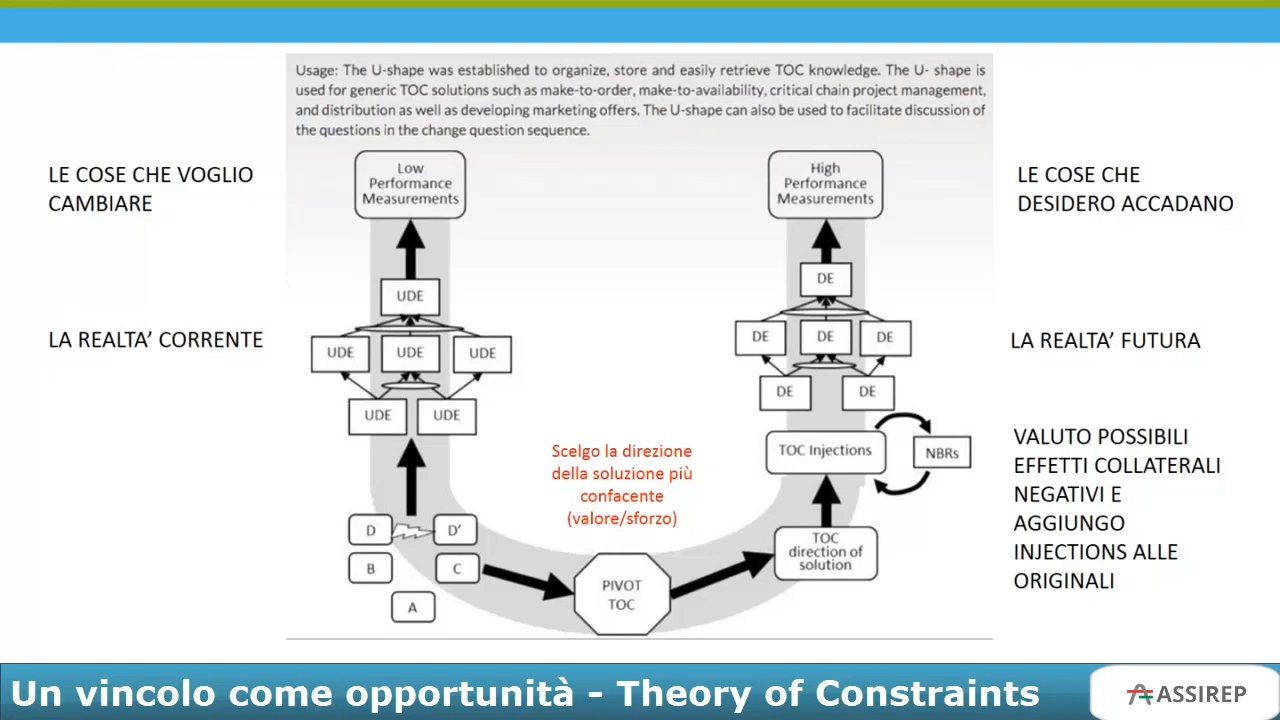 Usage: The U-shape was established to organize, store and easily retrieve TOC knowledge. The U- shape is
used for generic TOC solutions such as make-to-order, make-to-availability, critical chain project management,
and distribution as well as developing marketing offers. The U-shape can also be used to facilitate discussion of
the questions in the change question sequence.
LE COSE CHE VOGLIO
CAMBIARE
Low
Performance
Measurements
High
Performance
Measurements
LE COSE CHE
DESIDERO ACCADANO
UDE
DE
LA REALTA’ CORRENTE
UDE
UDE
UDE
DE
DE
DE
LA REALTA’ FUTURA
UDE
UDE
DE
DE
Scelgo la direzione
della soluzione più
confacente
(valore/sforzo)
TOC Injections
NBRs
VALUTO POSSIBILI
EFFETTI COLLATERALI
NEGATIVI E
AGGIUNGO
INJECTIONS ALLE
ORIGINALI
D
D’
B
C
A
PIVOT
TOC
TOC
direction of
solution
Un vincolo come opportunità - Theory of Constraints
ASSIREP